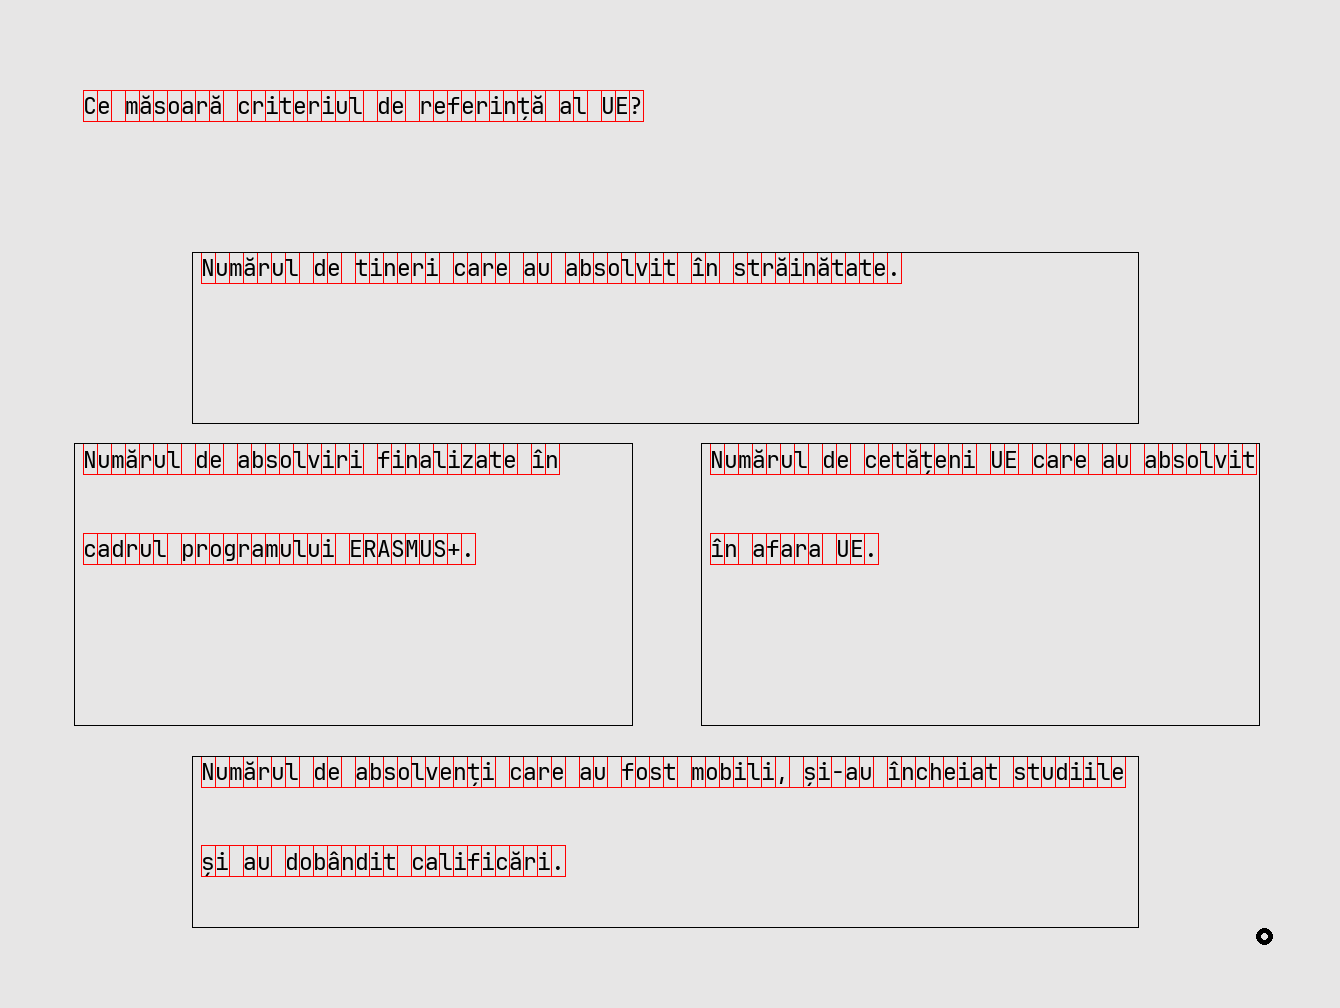 Ce măsoară criteriul de referință al UE?
Numărul de tineri care au absolvit în străinătate.
Numărul de absolviri finalizate în
cadrul programului ERASMUS+.
Numărul de cetățeni UE care au absolvit
în afara UE.
Numărul de absolvenți care au fost mobili, și-au încheiat studiile
și au dobândit calificări.